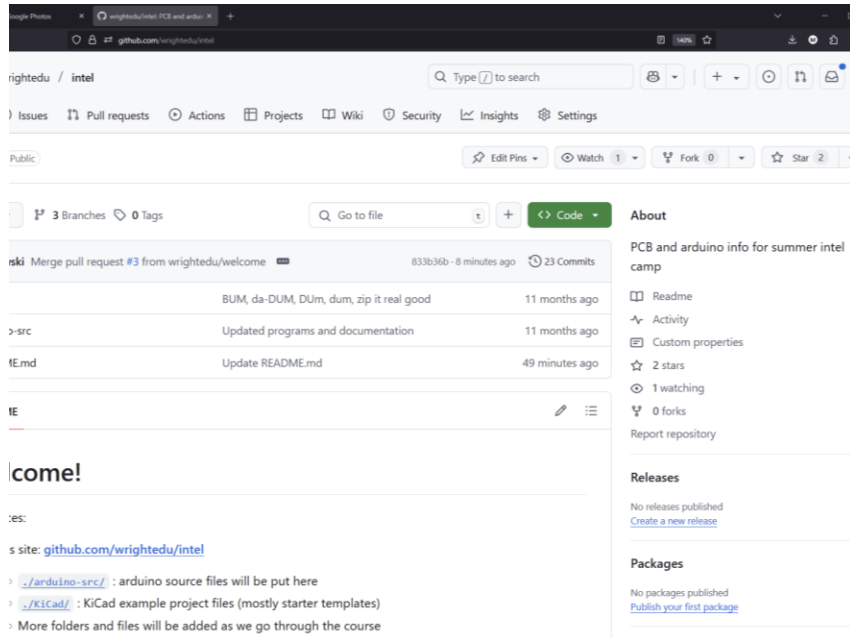 oogle Photos
wrightedu/intel: PCB and ardui
github.com/wrightedu/intel
140%
rightedu / intel
Type / to search
Issues
Pull requests
Actions
Projects
Wiki
Security
Insights
Settings
Public
Edit Pins
Watch 1
Fork 0
Star 2
3 Branches
0 Tags
Go to file
t
Code
About
PCB and arduino info for summer intel
camp
vski Merge pull request #3 from wrightedu/welcome
833b36b · 8 minutes ago
23 Commits
BUM, da-DUM, DUm, dum, zip it real good
11 months ago
o-src
Updated programs and documentation
11 months ago
ME.md
Update README.md
49 minutes ago
Readme
Activity
Custom properties
2 stars
1 watching
0 forks
Report repository
ME
lcome!
Releases
No releases published
Create a new release
ces:
s site: github.com/wrightedu/intel
./arduino-src/ : arduino source files will be put here
./KiCad/ : KiCad example project files (mostly starter templates)
More folders and files will be added as we go through the course
Packages
No packages published
Publish your first package